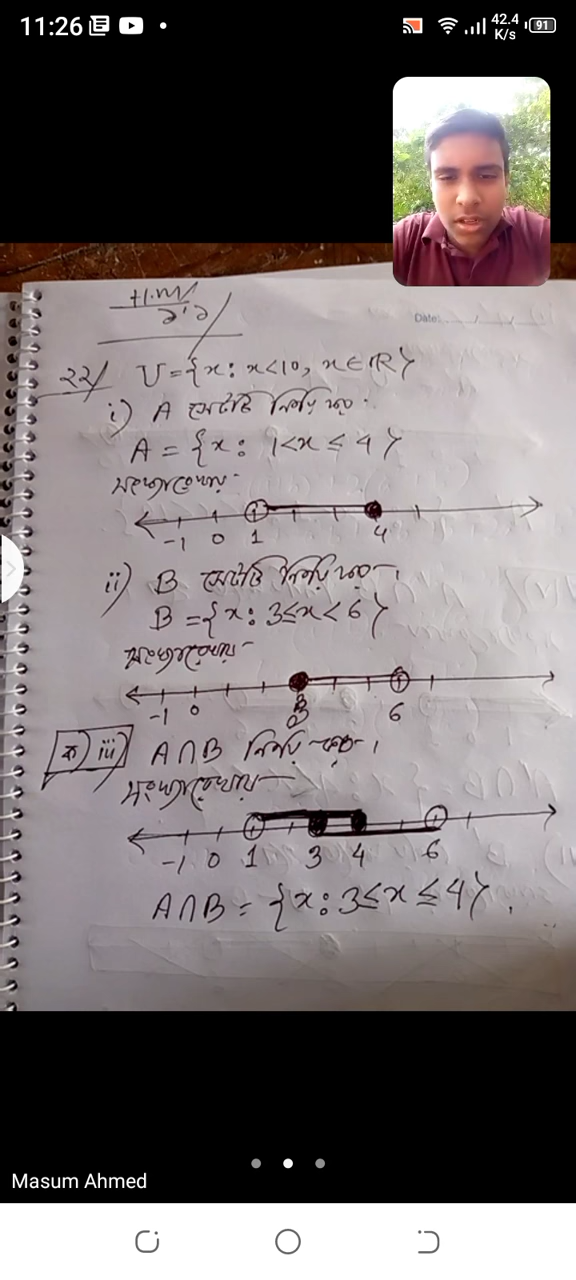 11:26
42.4
K/s
91
C.R
H.W
Date:
২২/ U={x: x<10, x∈ℝ}
i) A সেটটি নির্ণয় কর।
A = {x: 1<x≤4}
সংখ্যারেখায়-
-1 0 1 4
ii) B সেটটি নির্ণয় কর।
B={x: 3≤x<6}
সংখ্যারেখায়-
-1 0 3 6
ক) iii) A∩B নির্ণয় কর।
সংখ্যারেখায়-
-1 0 1 3 4 6
A∩B = {x: 3≤x≤4}.
Masum Ahmed